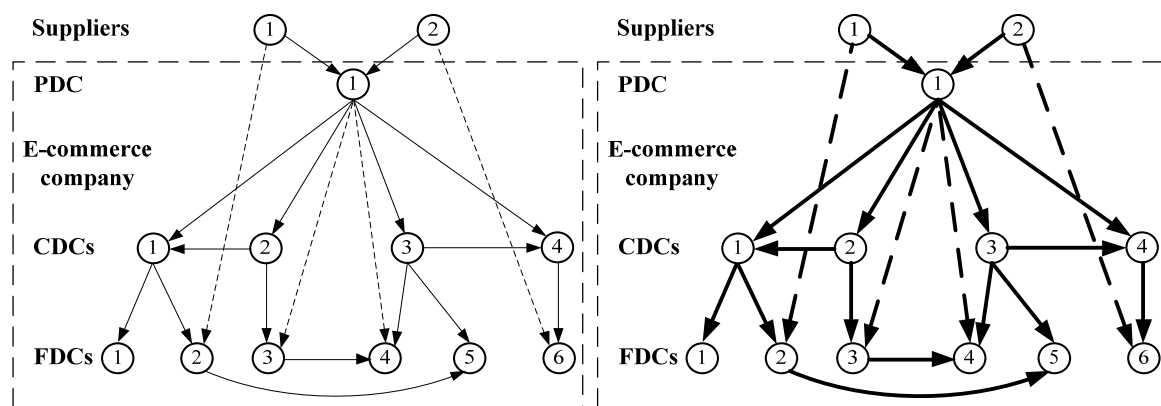 Suppliers 1 2 Suppliers 1 2
PDC 1 PDC 1
E-commerce E-commerce
company company
CDCs 1 2 3 4 CDCs 1 2 3 4
FDCs 1 2 3 4 5 6 FDCs 1 2 3 4 5 6